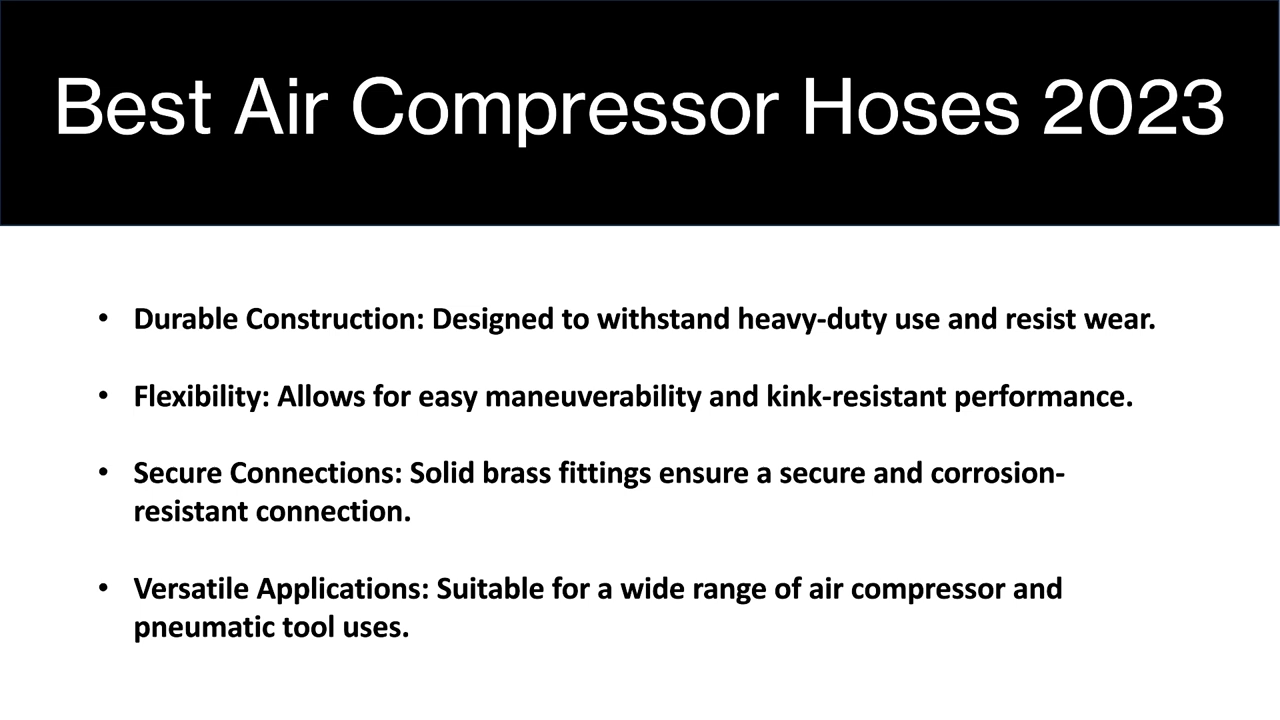 Best Air Compressor Hoses 2023
• Durable Construction: Designed to withstand heavy-duty use and resist wear.
• Flexibility: Allows for easy maneuverability and kink-resistant performance.
• Secure Connections: Solid brass fittings ensure a secure and corrosion-
resistant connection.
• Versatile Applications: Suitable for a wide range of air compressor and
pneumatic tool uses.